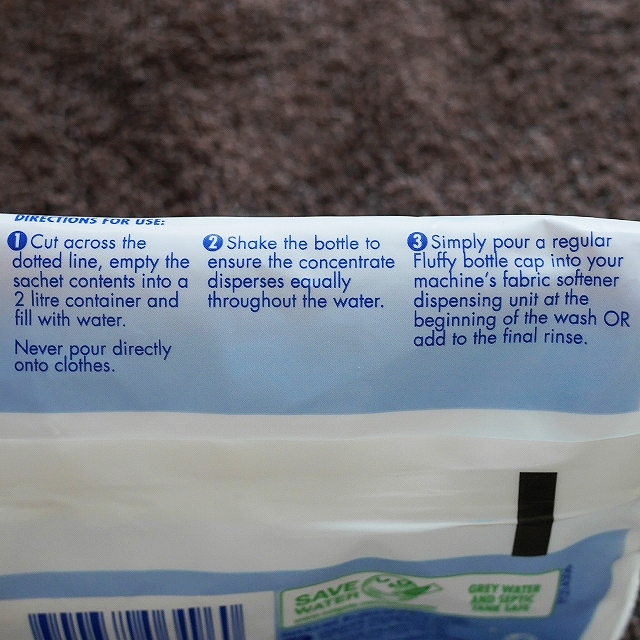 DIRECTIONS FOR USE:
1 Cut across the
dotted line, empty the
sachet contents into a
2 litre container and
fill with water.
Never pour directly
onto clothes.
2 Shake the bottle to
ensure the concentrate
disperses equally
throughout the water.
3 Simply pour a regular
Fluffy bottle cap into your
machine's fabric softener
dispensing unit at the
beginning of the wash OR
add to the final rinse.
SAVE
WATER
GREY WATER
AND SEPTIC
TANK SAFE